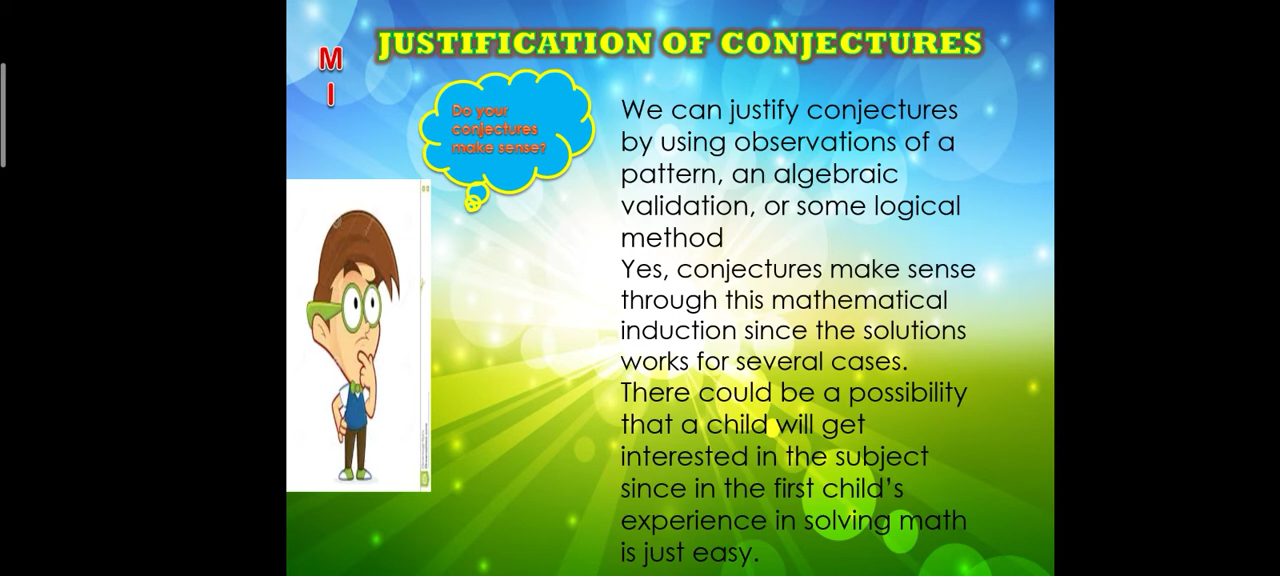 JUSTIFICATION OF CONJECTURES
M
I
Do your
conjectures
make sense?
We can justify conjectures
by using observations of a
pattern, an algebraic
validation, or some logical
method
Yes, conjectures make sense
through this mathematical
induction since the solutions
works for several cases.
There could be a possibility
that a child will get
interested in the subject
since in the first child’s
experience in solving math
is just easy.